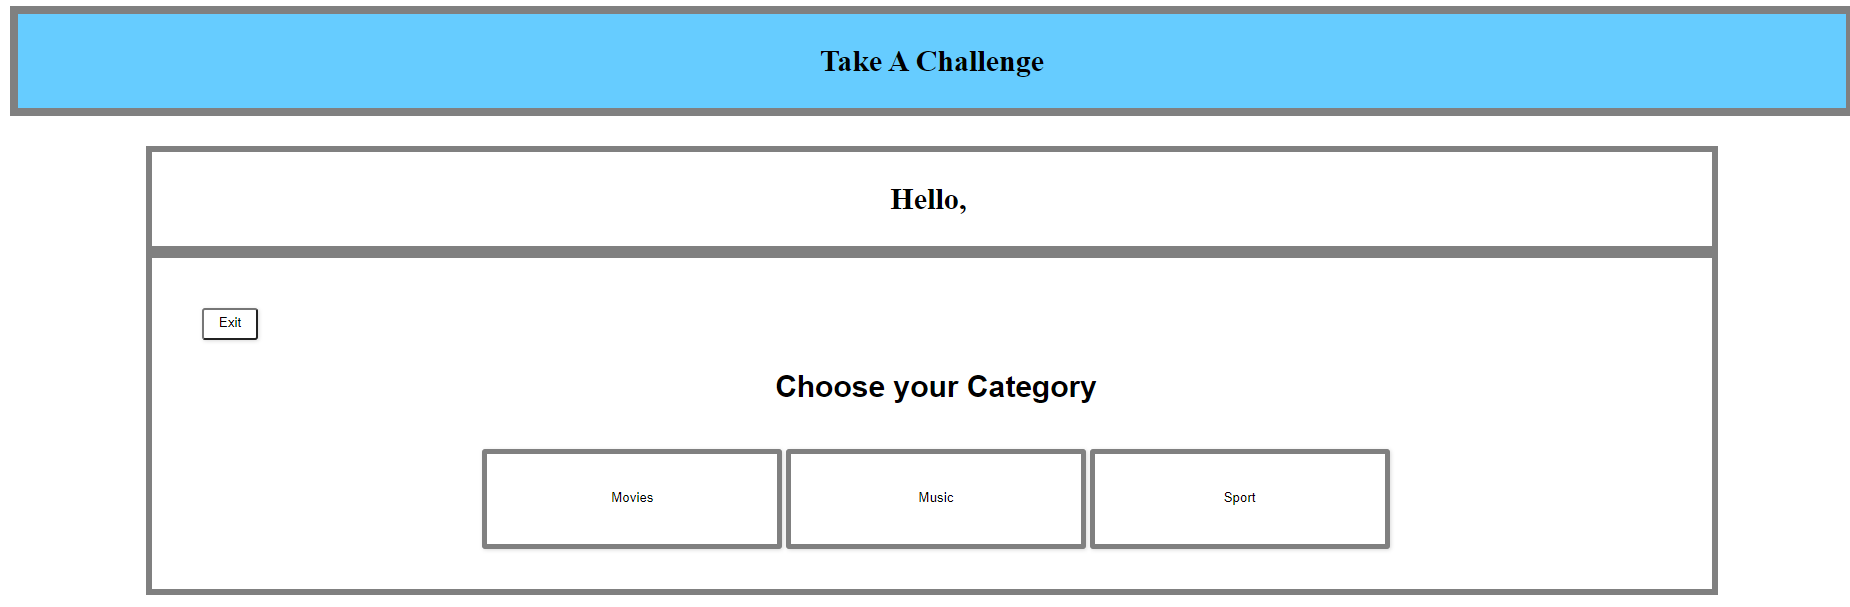 Take A Challenge
Hello,
Exit
Choose your Category
Movies
Music
Sport